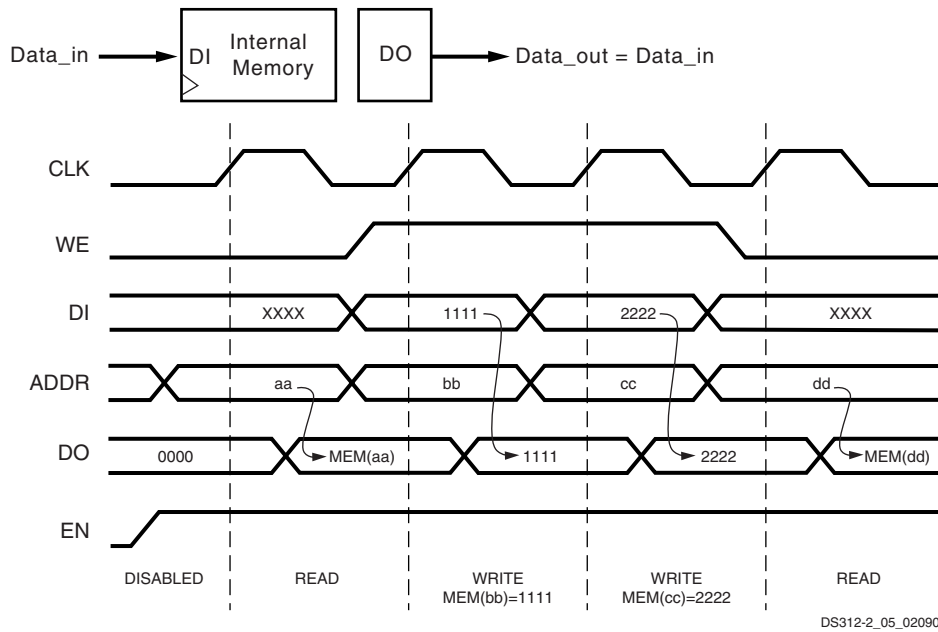 Data_in
DI
Internal
Memory
DO
Data_out = Data_in
CLK
WE
DI
XXXX
1111
2222
XXXX
ADDR
aa
bb
cc
dd
DO
0000
MEM(aa)
1111
2222
MEM(dd)
EN
DISABLED
READ
WRITE
MEM(bb)=1111
WRITE
MEM(cc)=2222
READ
DS312-2_05_02090